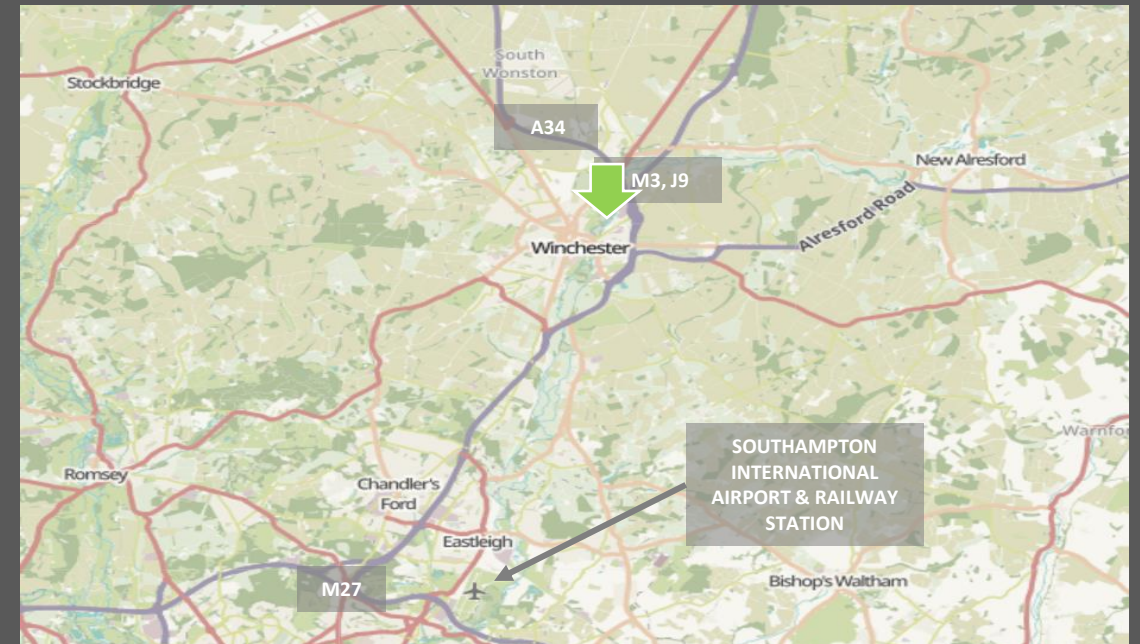 South
Wonston
Stockbridge
A34
New Alresford
M3, J9
Alresford Road
Winchester
Warnfor
SOUTHAMPTON
INTERNATIONAL
AIRPORT & RAILWAY
STATION
Romsey
Chandler's
Ford
Eastleigh
Bishop's Waltham
M27